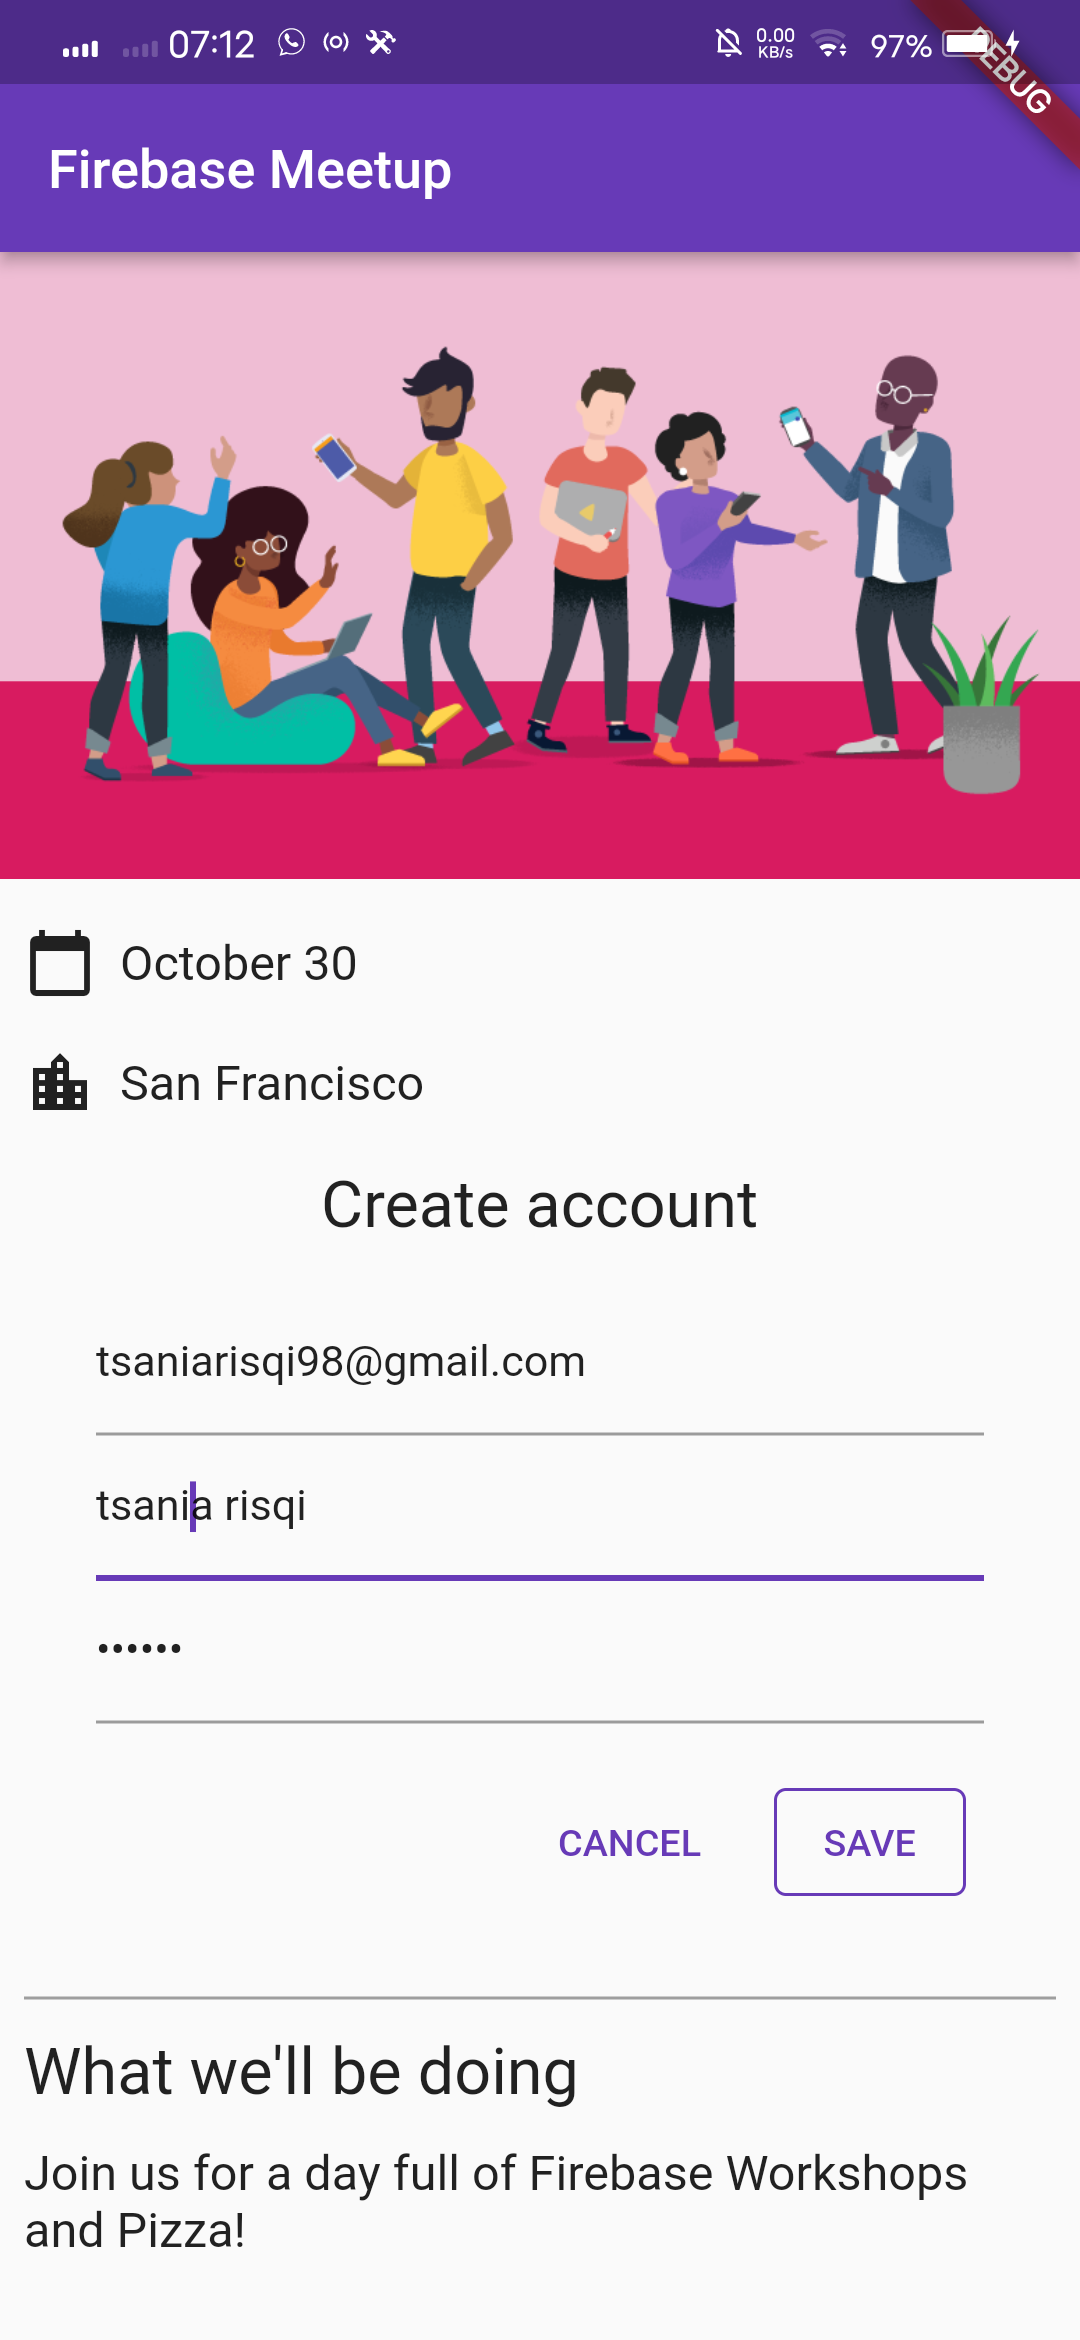 07:12
0.00
KB/s
97%
DEBUG
Firebase Meetup
October 30
San Francisco
Create account
tsaniarisqi98@gmail.com
tsania risqi
••••••
CANCEL
SAVE
What we'll be doing
Join us for a day full of Firebase Workshops
and Pizza!